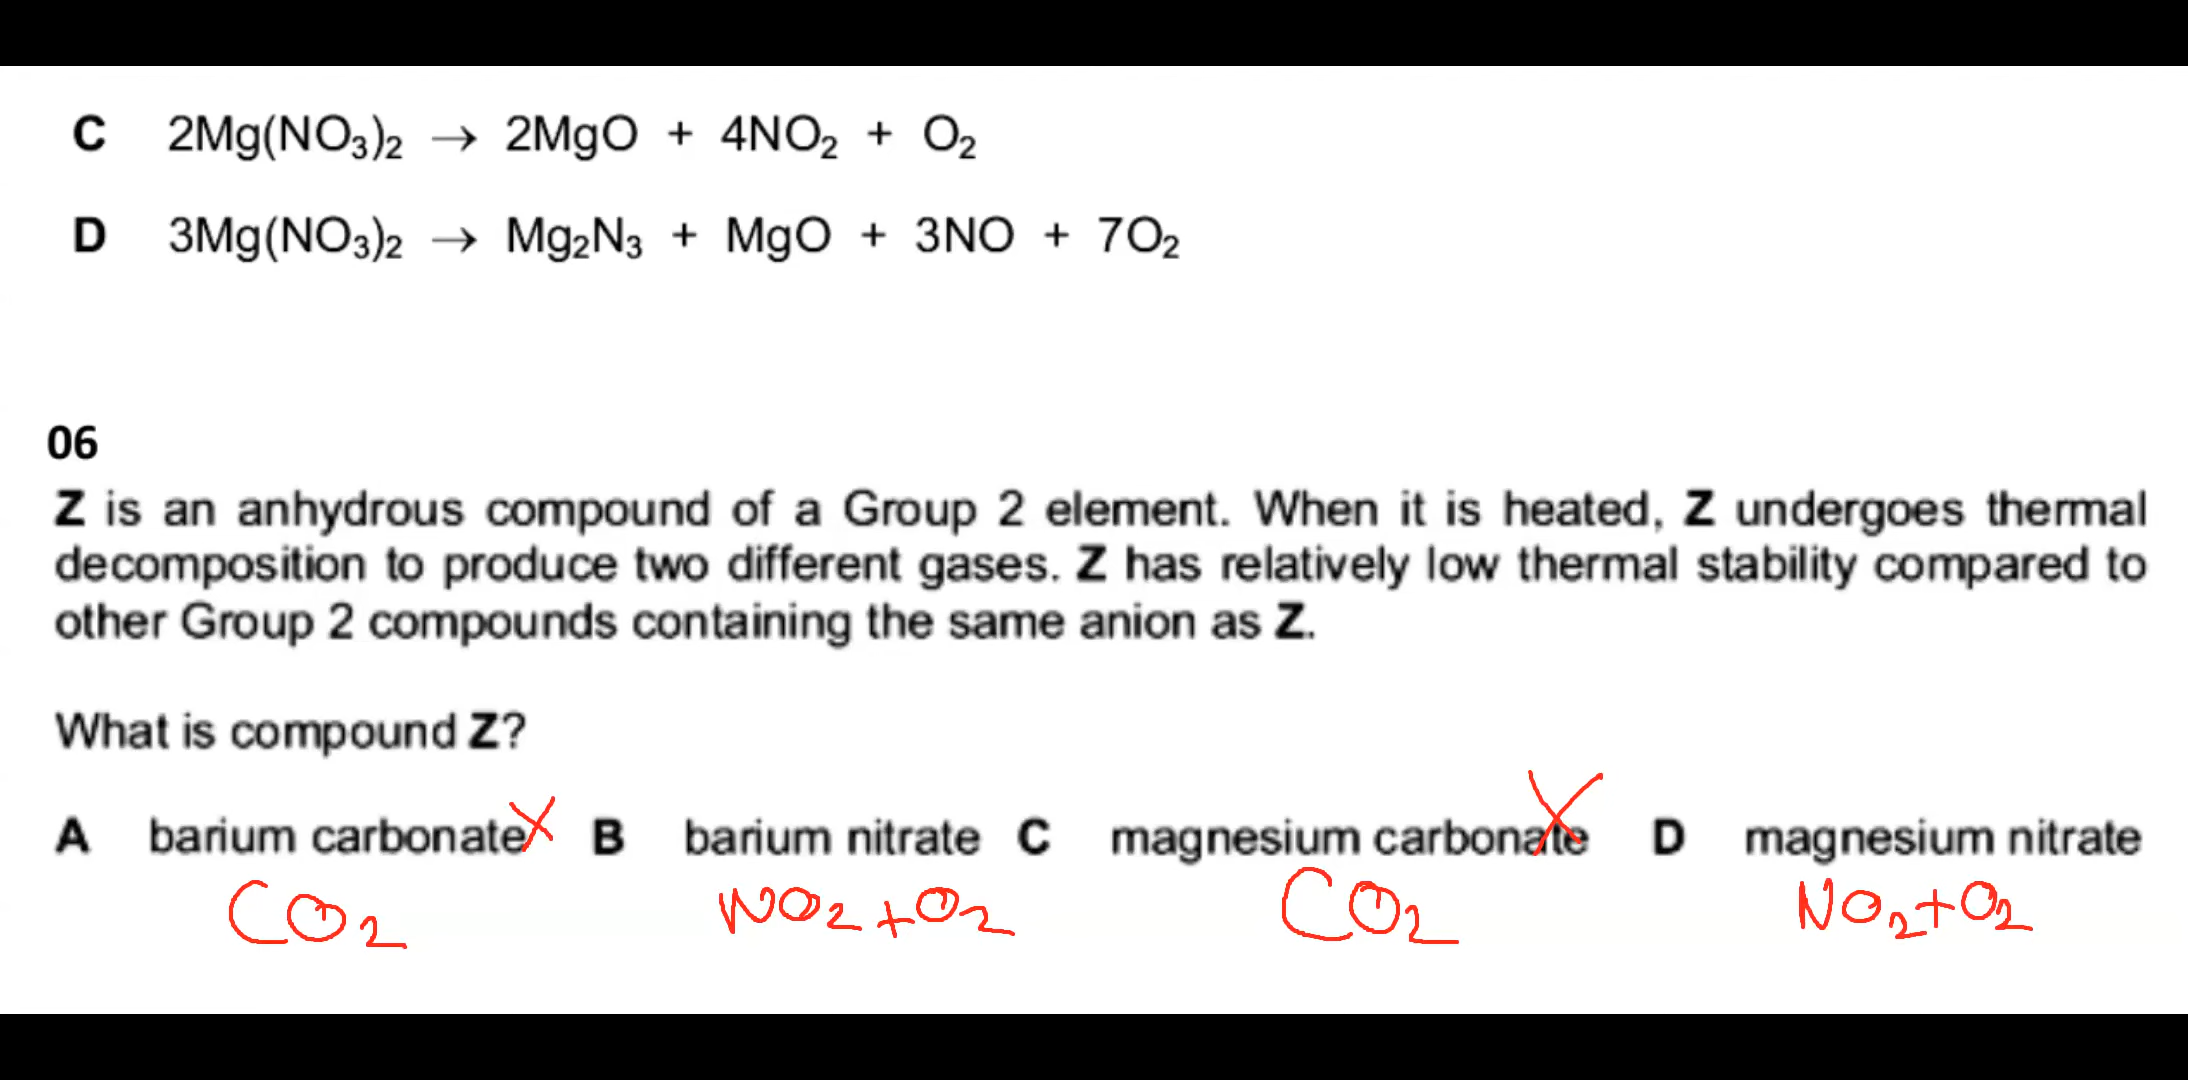 C 2Mg(NO₃)₂ → 2MgO + 4NO₂ + O₂
D 3Mg(NO₃)₂ → Mg₂N₃ + MgO + 3NO + 7O₂
06
Z is an anhydrous compound of a Group 2 element. When it is heated, Z undergoes thermal
decomposition to produce two different gases. Z has relatively low thermal stability compared to
other Group 2 compounds containing the same anion as Z.
What is compound Z?
A barium carbonate X B barium nitrate C magnesium carbonate X D magnesium nitrate
CO₂ NO₂+O₂ CO₂ NO₂+O₂